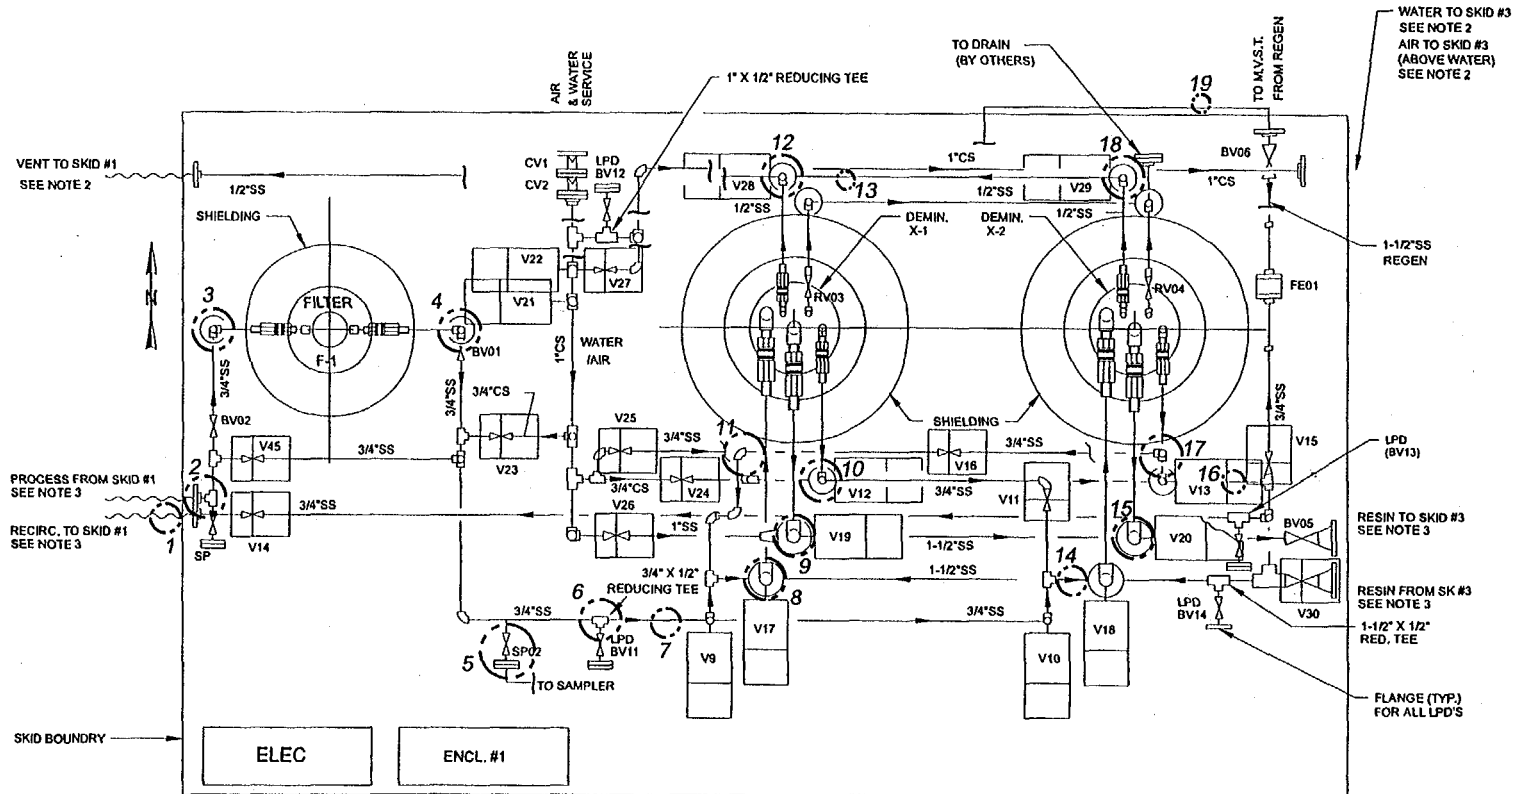 WATER TO SKID #3
SEE NOTE 2
AIR TO SKID #3
(ABOVE WATER)
SEE NOTE 2
TO DRAIN
(BY OTHERS)
TO M.V.S.T.
FROM REGEN
AIR
& WATER
SERVICE
1" X 1/2" REDUCING TEE
19
VENT TO SKID #1
SEE NOTE 2
1/2"SS
CV1
CV2
LPD
BV12
12
V28
1/2"SS
13
1"CS
1/2"SS
V29
18
1/2"SS
BV06
1"CS
SHIELDING
DEMIN.
X-1
DEMIN.
X-2
1-1/2"SS
REGEN
N
V22
V27
V21
RV03
RV04
FE01
3
FILTER
F-1
4
BV01
1"CS
WATER
/AIR
3/4"SS
3/4"SS
3/4"CS
BV02
V45
3/4"SS
V23
V25
3/4"SS
11
SHIELDING
3/4"SS
V16
17
3/4"SS
V15
LPD
(BV13)
PROCESS FROM SKID #1
SEE NOTE 3
2
3/4"CS
V24
10
V12
3/4"SS
V11
V13
16
RECIRC. TO SKID #1
SEE NOTE 3
1
SP
V14
3/4"SS
V26
1"SS
V19
9
1-1/2"SS
15
V20
BV05
RESIN TO SKID #3
SEE NOTE 3
3/4" X 1/2"
REDUCING TEE
8
1-1/2"SS
14
V30
RESIN FROM SK #3
SEE NOTE 3
6
3/4"SS
7
V17
3/4"SS
V18
LPD
BV14
1-1/2" X 1/2"
RED, TEE
5
SP02
LPD
BV11
V9
V10
TO SAMPLER
FLANGE (TYP.)
FOR ALL LPD'S
SKID BOUNDRY
ELEC
ENCL. #1